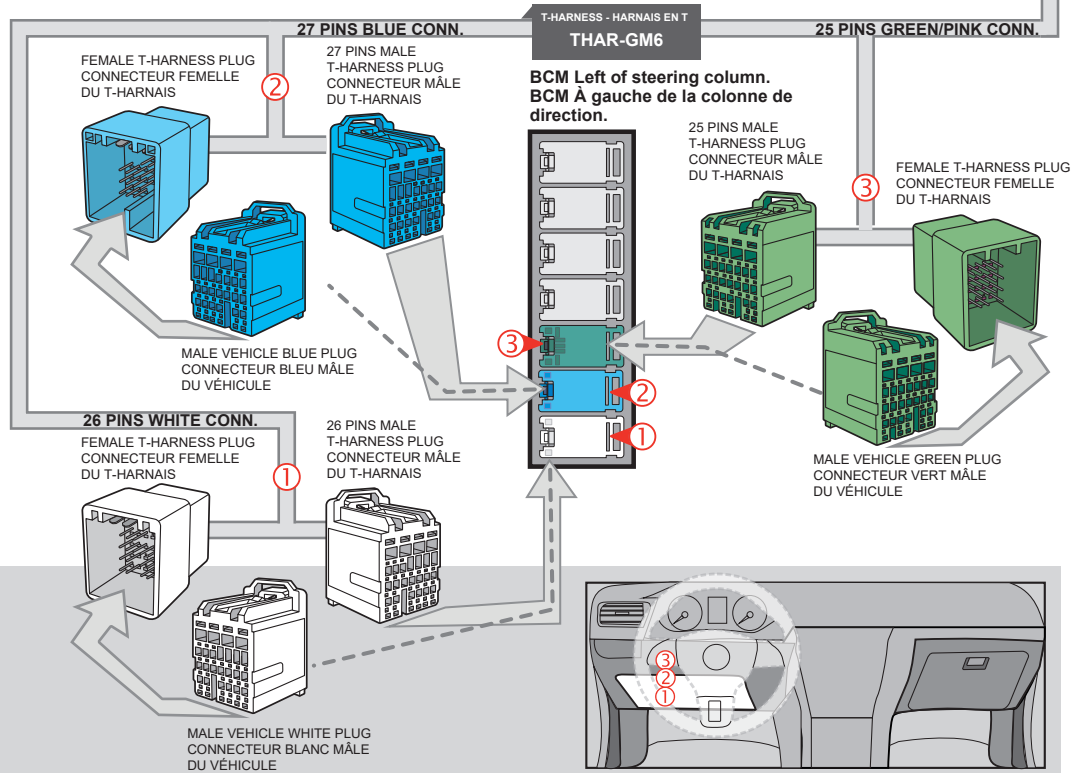 T-HARNESS - HARNAIS EN T
THAR-GM6
27 PINS BLUE CONN.
25 PINS GREEN/PINK CONN.
FEMALE T-HARNESS PLUG
CONNECTEUR FEMELLE
DU T-HARNAIS
2
27 PINS MALE
T-HARNESS PLUG
CONNECTEUR MÂLE
DU T-HARNAIS
BCM Left of steering column.
BCM À gauche de la colonne de
direction.
25 PINS MALE
T-HARNESS PLUG
CONNECTEUR MÂLE
DU T-HARNAIS
3
FEMALE T-HARNESS PLUG
CONNECTEUR FEMELLE
DU T-HARNAIS
MALE VEHICLE BLUE PLUG
CONNECTEUR BLEU MÂLE
DU VÉHICULE
3
2
1
MALE VEHICLE GREEN PLUG
CONNECTEUR VERT MÂLE
DU VÉHICULE
26 PINS WHITE CONN.
FEMALE T-HARNESS PLUG
CONNECTEUR FEMELLE
DU T-HARNAIS
1
26 PINS MALE
T-HARNESS PLUG
CONNECTEUR MÂLE
DU T-HARNAIS
MALE VEHICLE WHITE PLUG
CONNECTEUR BLANC MÂLE
DU VÉHICULE
3
2
1